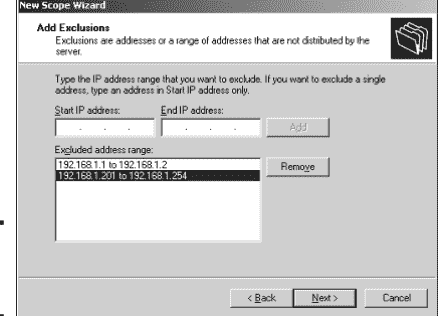 New Scope Wizard
Add Exclusions
Exclusions are addresses or a range of addresses that are not distributed by the
server.
Type the IP address range that you want to exclude. If you want to exclude a single
address, type an address in Start IP address only.
Start IP address: End IP address:
. . . . . . Add
Excluded address range:
192.168.1.1 to 192.168.1.2 Remove
192.168.1.201 to 192.168.1.254
< Back Next > Cancel